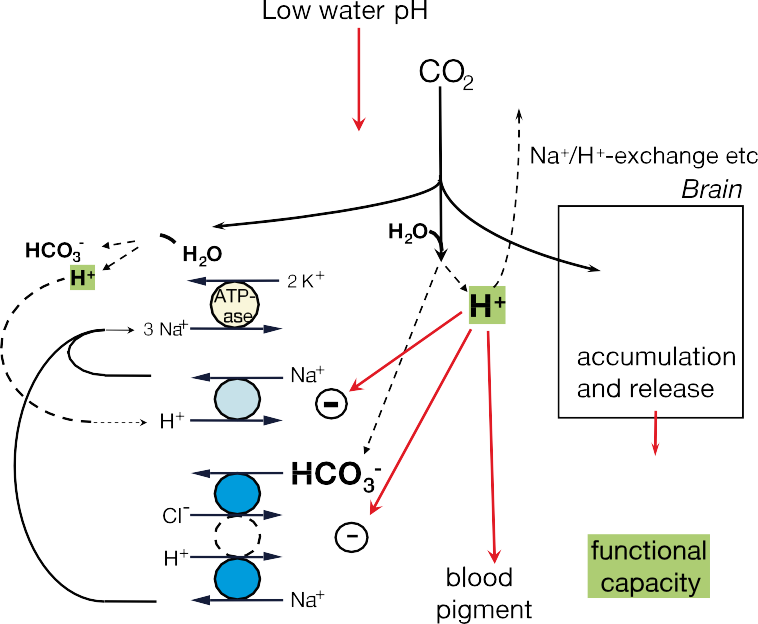 Low water pH
CO₂
Na⁺/H⁺-exchange etc
Brain
H₂O
HCO₃⁻
H₂O
H⁺
2 K⁺
ATP-
ase
H⁺
3 Na⁺
accumulation
and release
Na⁺
−
H⁺
HCO₃⁻
Cl⁻
−
H⁺
functional
capacity
blood
pigment
Na⁺